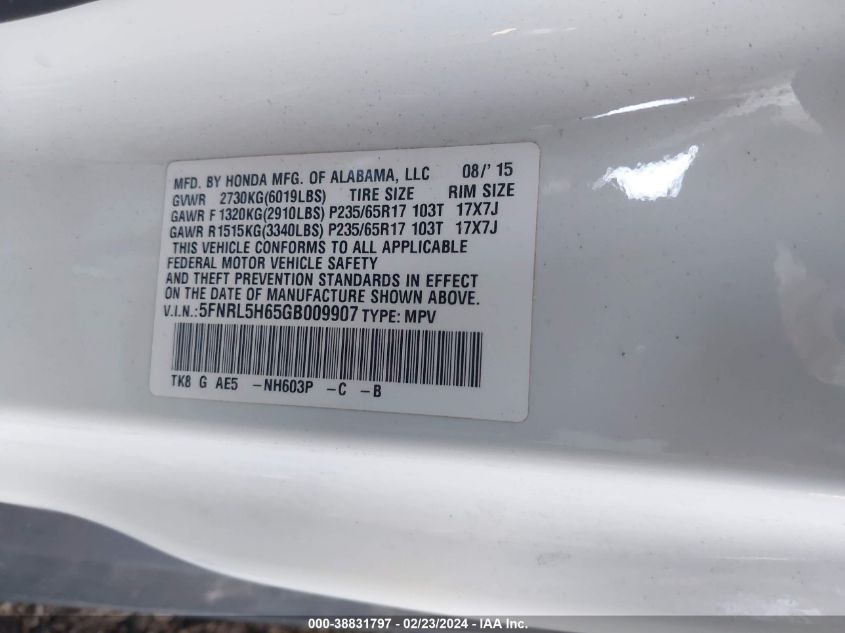 MFD. BY HONDA MFG. OF ALABAMA, LLC 08/' 15
GVWR 2730KG(6019LBS) TIRE SIZE RIM SIZE
GAWR F 1320KG(2910LBS) P235/65R17 103T 17X7J
GAWR R1515KG(3340LBS) P235/65R17 103T 17X7J
THIS VEHICLE CONFORMS TO ALL APPLICABLE
FEDERAL MOTOR VEHICLE SAFETY
AND THEFT PREVENTION STANDARDS IN EFFECT
ON THE DATE OF MANUFACTURE SHOWN ABOVE.
V.I.N.:5FNRL5H65GB009907 TYPE: MPV
TK8 G AE5 -NH603P -C -B
000-38831797 - 02/23/2024 - IAA Inc.